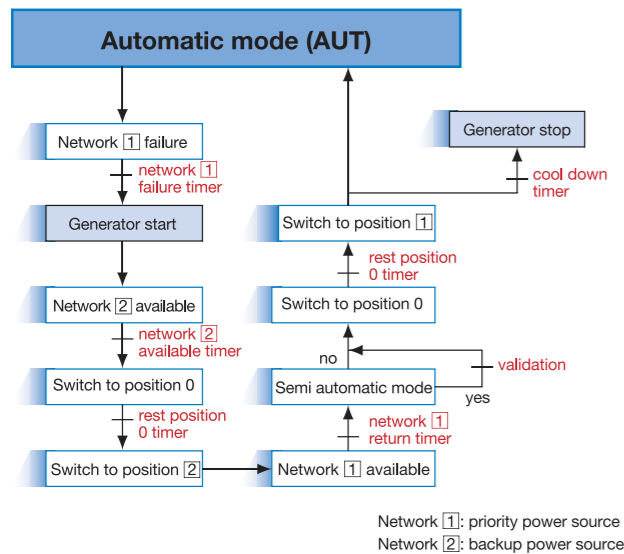 Automatic mode (AUT)
Network 1 failure
network 1
failure timer
Generator start
Network 2 available
network 2
available timer
Switch to position 0
rest position
0 timer
Switch to position 2
Network 1 available
network 1
return timer
Semi automatic mode
yes
validation
no
Switch to position 0
rest position
0 timer
Switch to position 1
cool down
timer
Generator stop
Network 1: priority power source
Network 2: backup power source